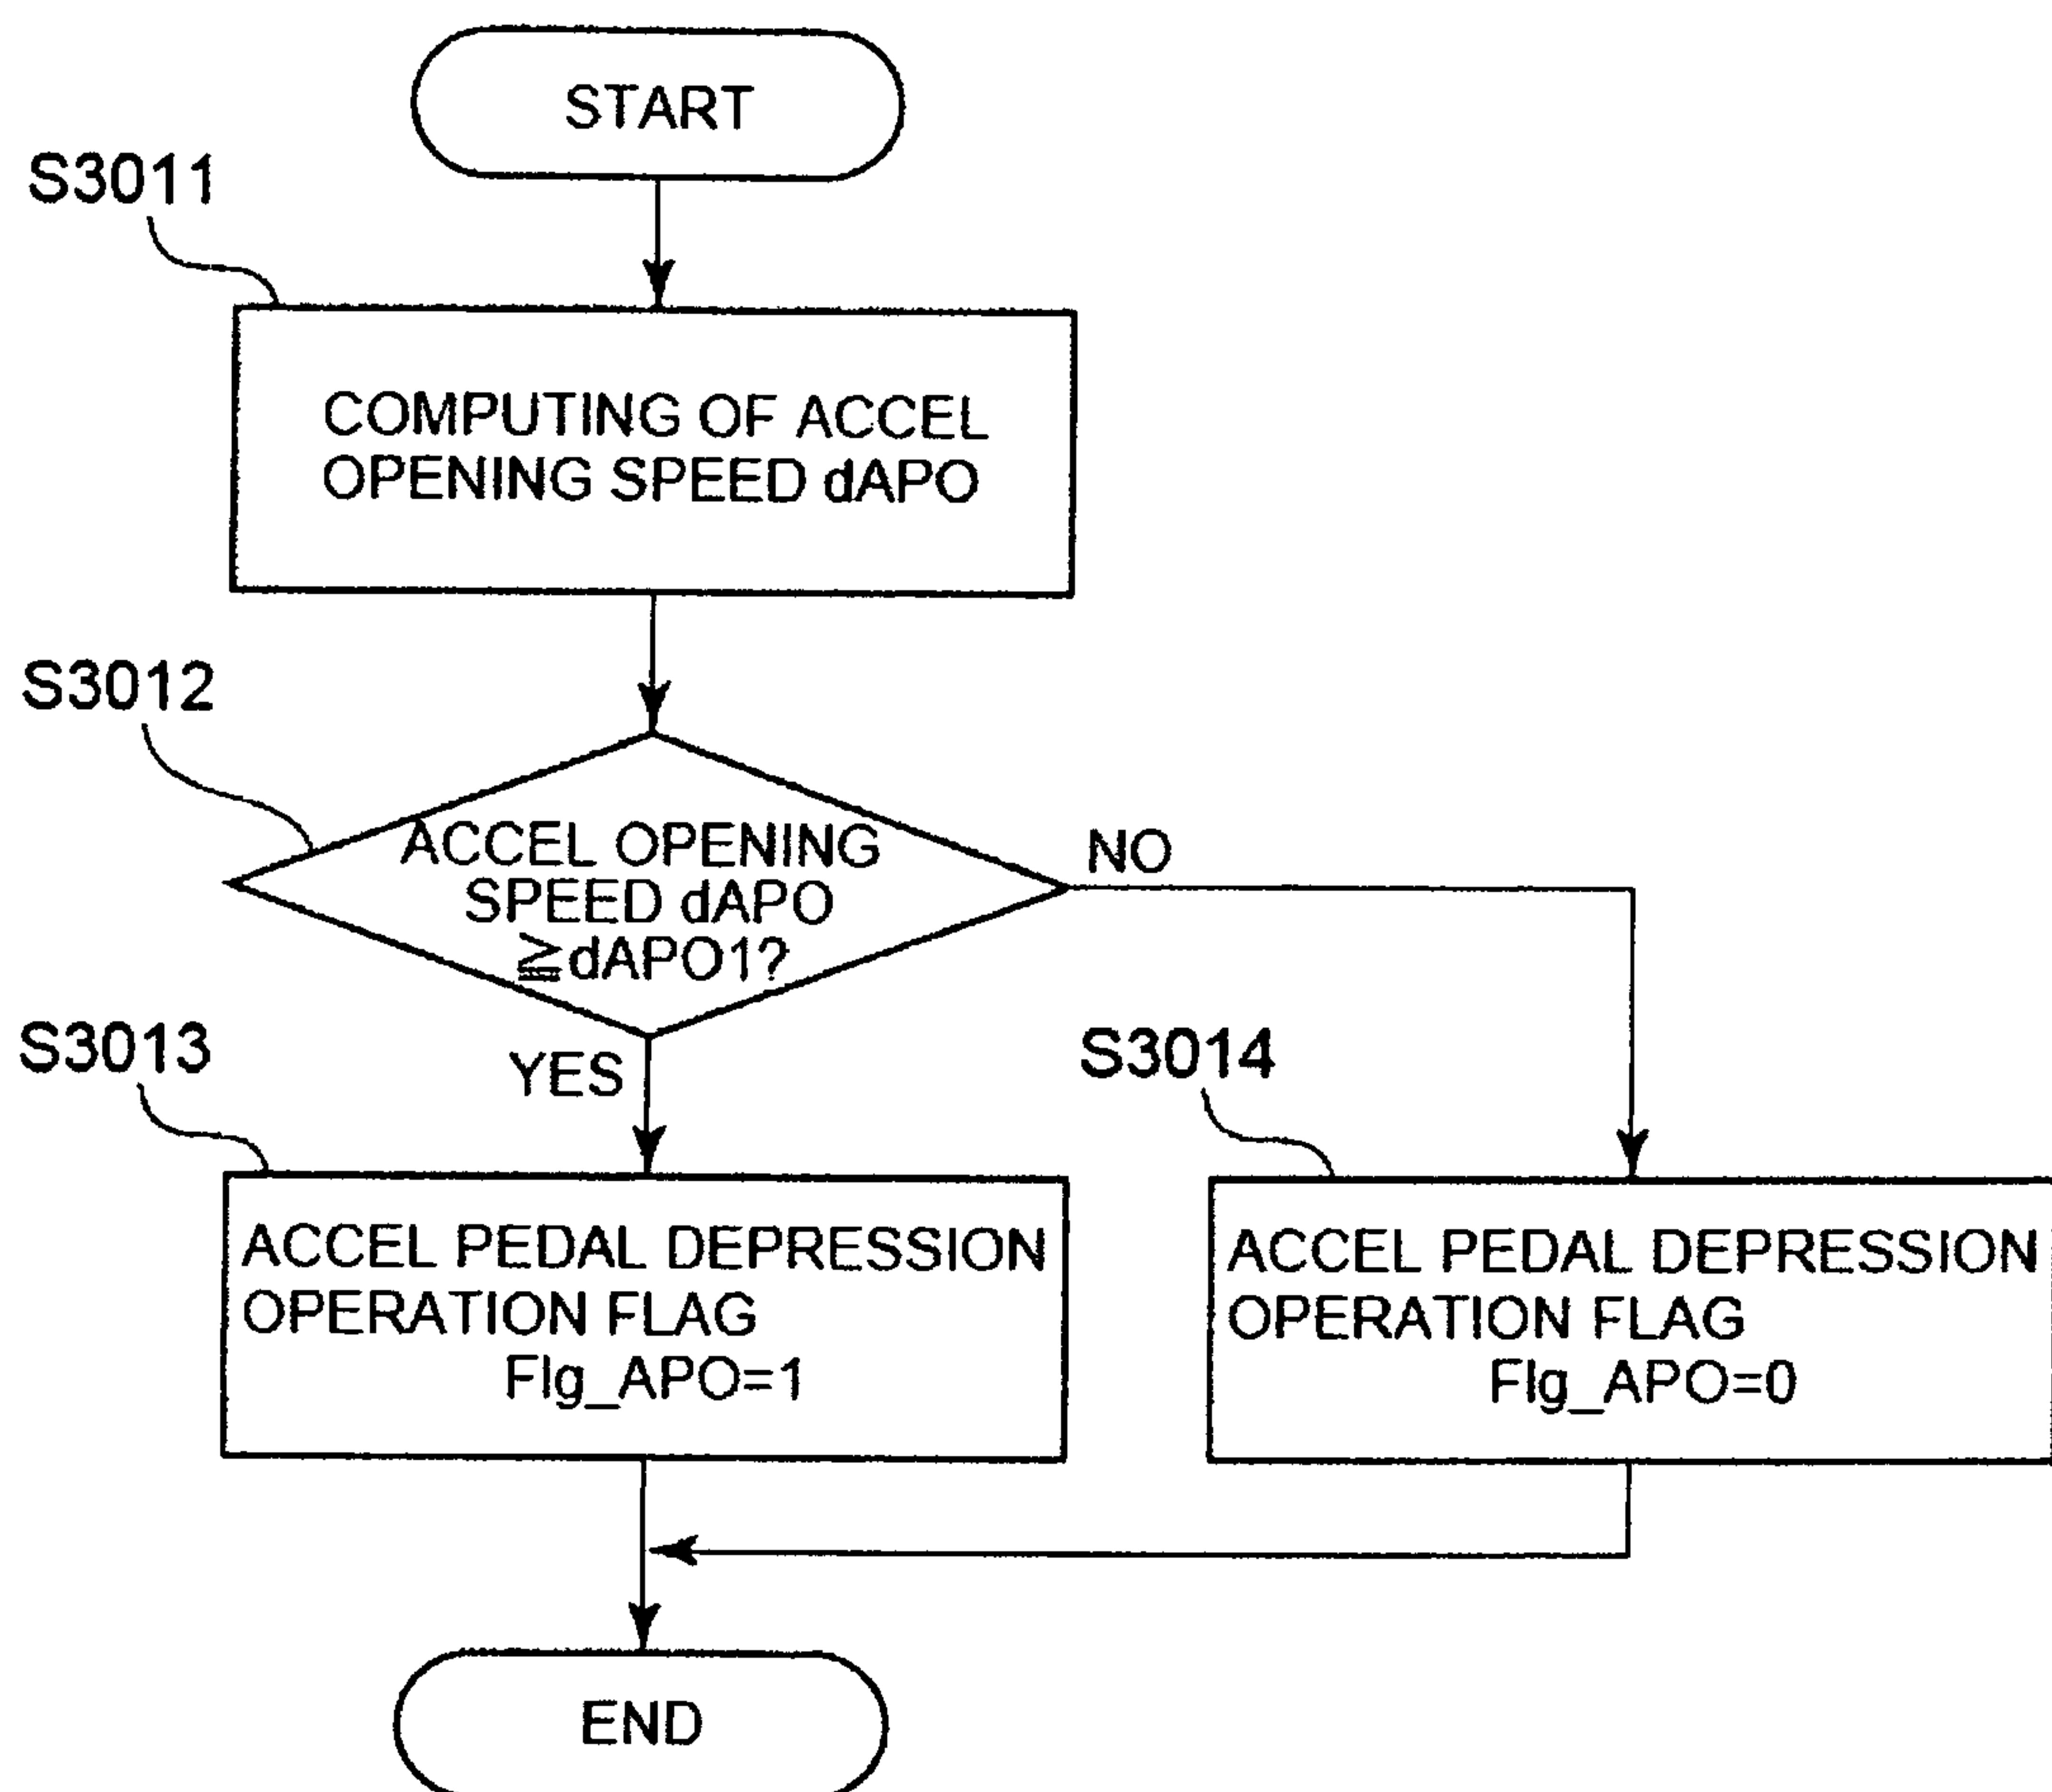 START
S3011
COMPUTING OF ACCEL
OPENING SPEED dAPO
S3012
ACCEL OPENING
SPEED dAPO
≧dAPO1?
NO
YES
S3013
ACCEL PEDAL DEPRESSION
OPERATION FLAG
Flg_APO=1
S3014
ACCEL PEDAL DEPRESSION
OPERATION FLAG
Flg_APO=0
END